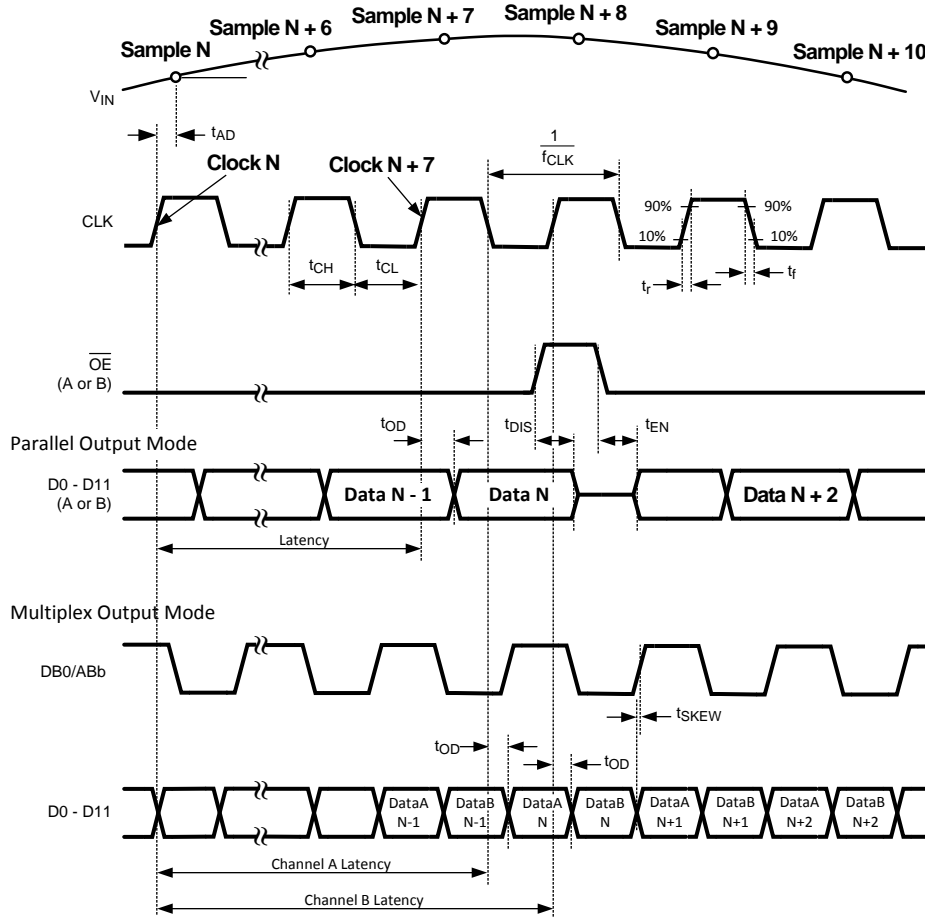 Sample N
Sample N + 6
Sample N + 7
Sample N + 8
Sample N + 9
Sample N + 10
VIN
tAD
Clock N
Clock N + 7
1
fCLK
CLK
90%
90%
10%
10%
tCH
tCL
tr
tf
OE
(A or B)
tOD
tDIS
tEN
Parallel Output Mode
D0 - D11
(A or B)
Data N - 1
Data N
Data N + 2
Latency
Multiplex Output Mode
DB0/ABb
tSKEW
tOD
tOD
D0 - D11
DataA
N-1
DataB
N-1
DataA
N
DataB
N
DataA
N+1
DataB
N+1
DataA
N+2
DataB
N+2
Channel A Latency
Channel B Latency